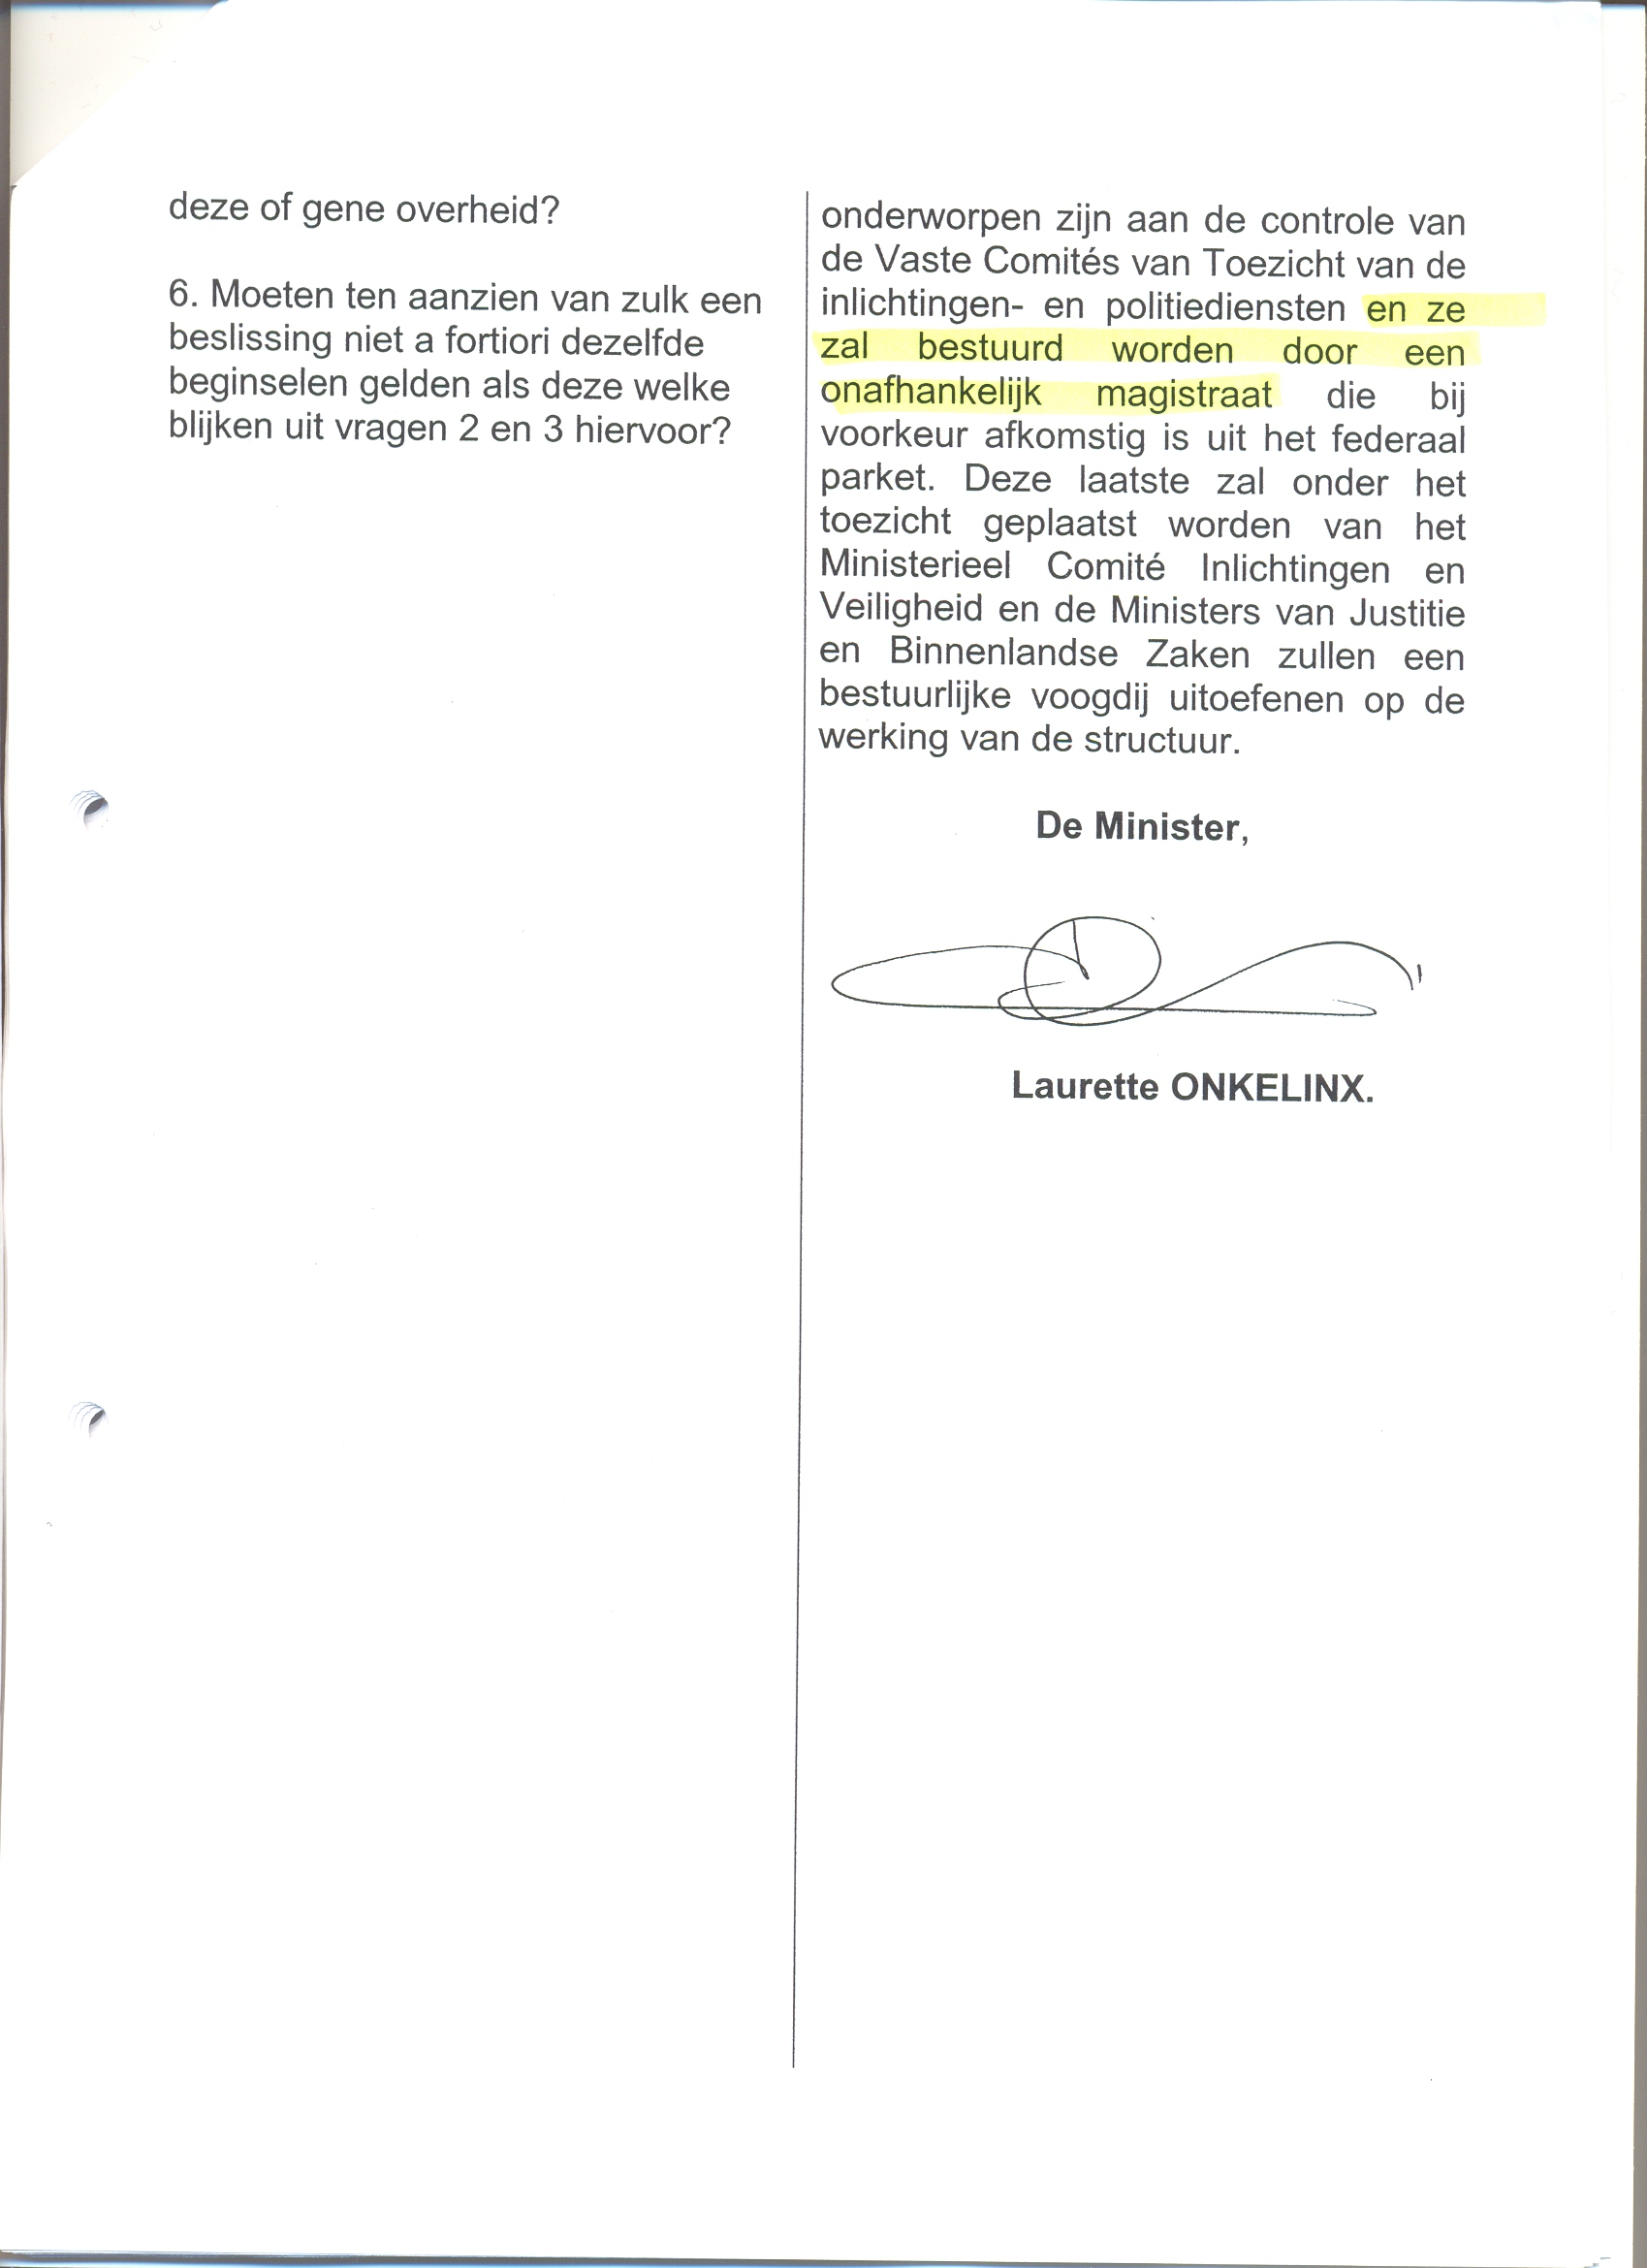 deze of gene overheid?
6. Moeten ten aanzien van zulk een
beslissing niet a fortiori dezelfde
beginselen gelden als deze welke
blijken uit vragen 2 en 3 hiervoor?
onderworpen zijn aan de controle van
de Vaste Comités van Toezicht van de
inlichtingen- en politiediensten en ze
zal bestuurd worden door een
onafhankelijk magistraat die bij
voorkeur afkomstig is uit het federaal
parket. Deze laatste zal onder het
toezicht geplaatst worden van het
Ministerieel Comité Inlichtingen en
Veiligheid en de Ministers van Justitie
en Binnenlandse Zaken zullen een
bestuurlijke voogdij uitoefenen op de
werking van de structuur.
De Minister,
Laurette ONKELINX.